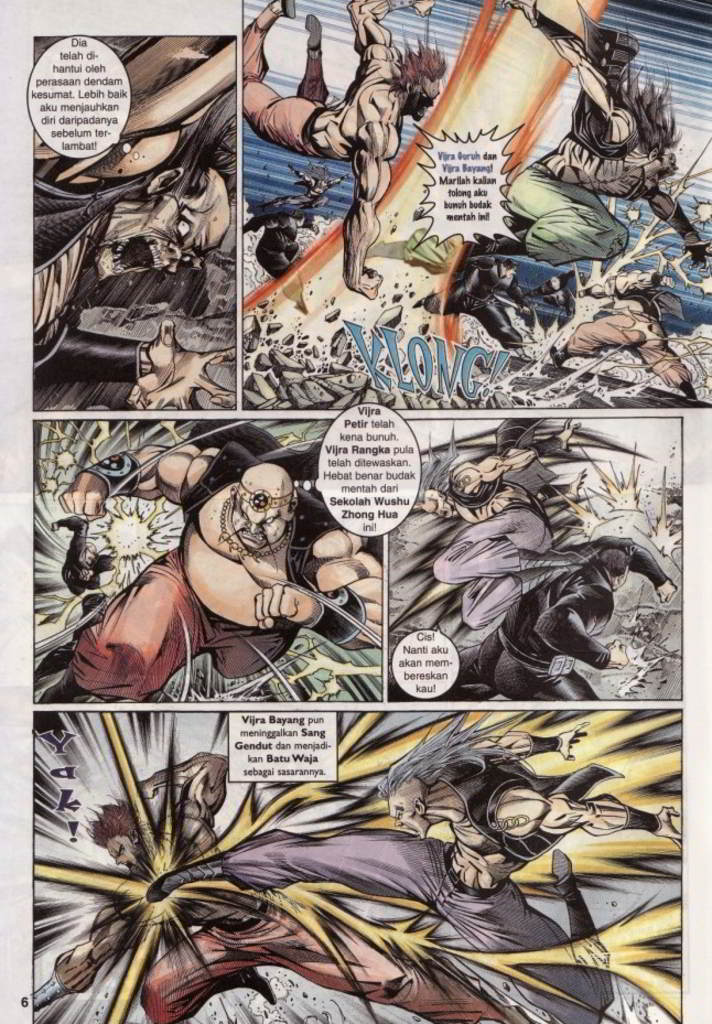 Dia
telah di-
hantui oleh
perasaan dendam
kesumat. Lebih baik
aku menjauhkan
diri daripadanya
sebelum ter-
lambat!
Vijra Guruh dan
Vijra Bayang!
Marilah kalian
tolong aku
bunuh budak
mentah ini!
KLONG!
Vijra
Petir telah
kena bunuh.
Vijra Rangka pula
telah ditewaskan.
Hebat benar budak
mentah dari
Sekolah Wushu
Zhong Hua
ini!
Cis!
Nanti aku
akan mem-
bereskan
kau!
Vijra Bayang pun
meninggalkan Sang
Gendut dan menjadi-
kan Batu Waja
sebagai sasarannya.
Yak!
6